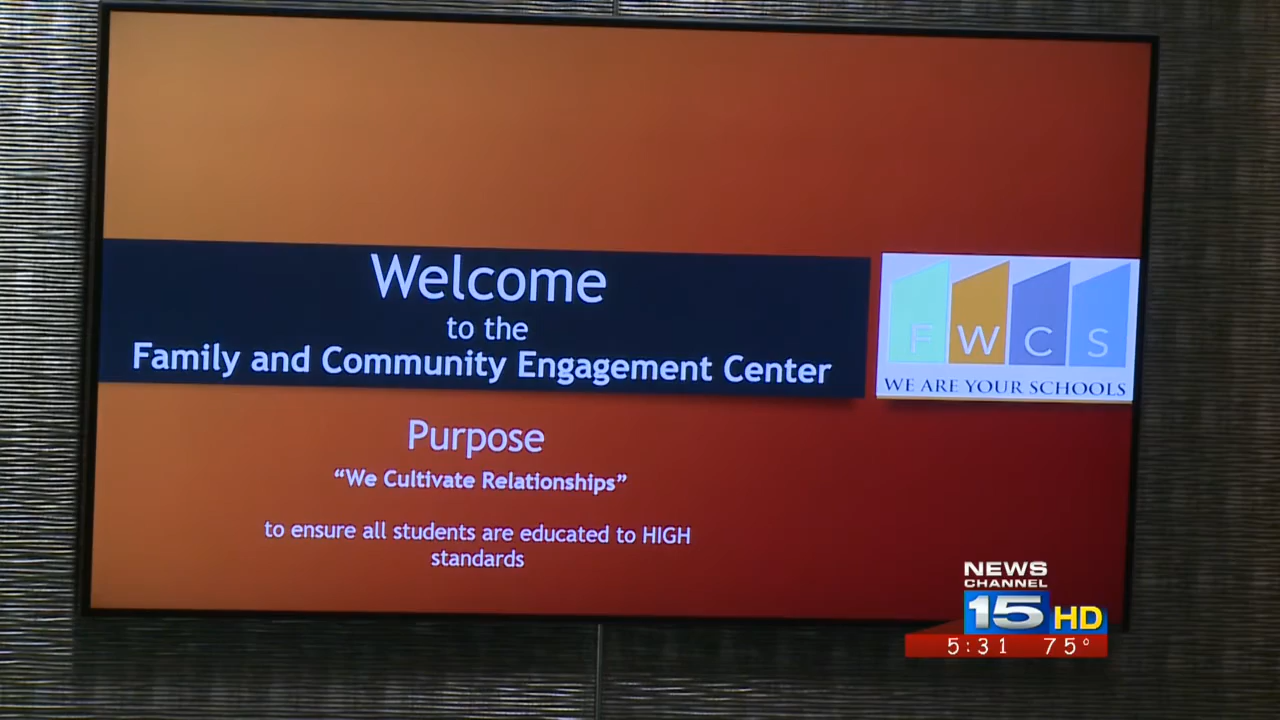 Welcome
to the
Family and Community Engagement Center
F W C S
WE ARE YOUR SCHOOLS
Purpose
“We Cultivate Relationships”
to ensure all students are educated to HIGH
standards
NEWS
CHANNEL
15 HD
5:31 75°